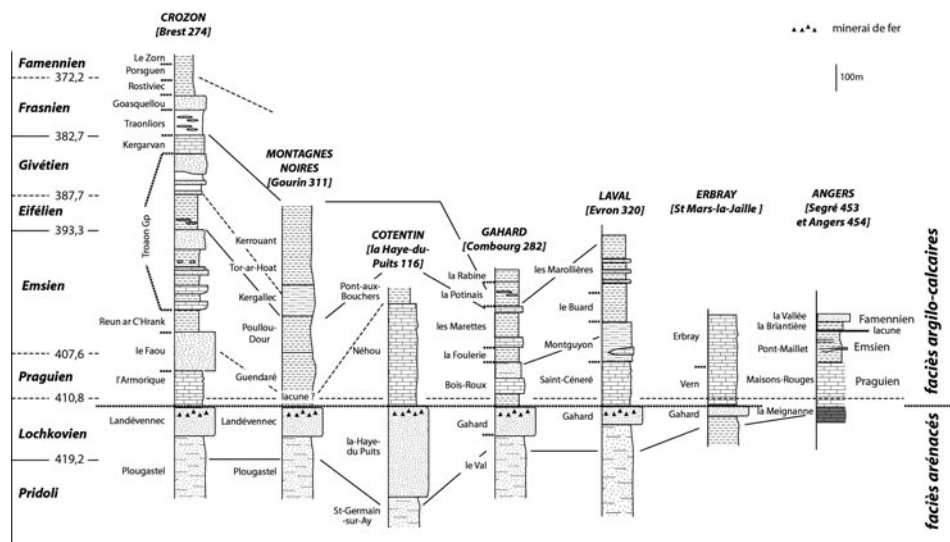 CROZON
[Brest 274]
minerai de fer
100m
Famennien
372,2
Frasnien
382,7
Givétien
387,7
Eifélien
393,3
Emsien
407,6
Praguien
410,8
Lochkovien
419,2
Pridoli
Le Zorn
Porsguen
Rostiviec
Goasquellou
Traonliors
Kergarvan
Troaon Gp
Reun ar C'Hrank
le Faou
l'Armorique
Landévennec
Plougastel
MONTAGNES
NOIRES
[Gourin 311]
Kerrouant
Tor-ar-Hoat
Kergallec
Poullou-
Dour
Guendaré
lacune ?
Landévennec
Plougastel
COTENTIN
[la Haye-du-
Puits 116]
Pont-aux-
Bouchers
Néhou
la-Haye-
du Puits
St-Germain
-sur-Ay
GAHARD
[Combourg 282]
la Rabine
la Potinais
les Marettes
la Foulerie
Bois-Roux
Gahard
le Val
LAVAL
[Evron 320]
les Marollières
le Buard
Montguyon
Saint-Céneré
Gahard
ERBRAY
[St Mars-la-Jaille ]
Erbray
Vern
Gahard
ANGERS
[Segré 453
et Angers 454]
la Vallée
la Briantière
Pont-Maillet
Maisons-Rouges
la Meignanne
Famennien
lacune
Emsien
Praguien
faciès argilo-calcaires
faciès arénacés